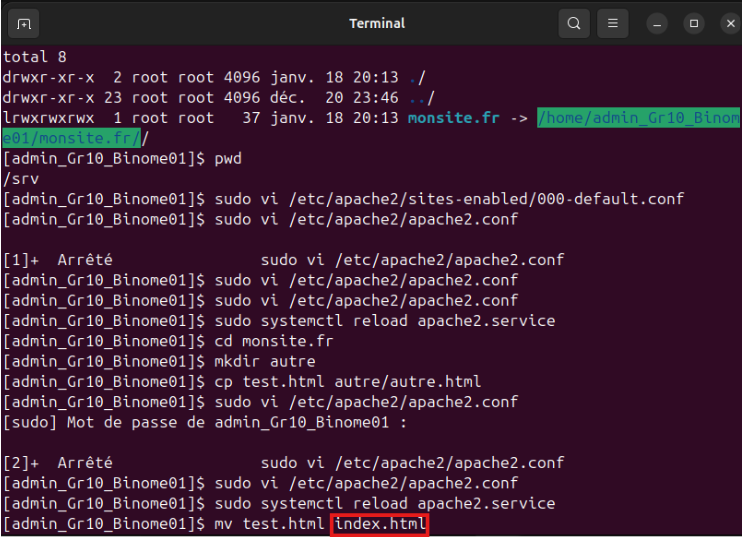 Terminal
total 8
drwxr-xr-x  2 root root 4096 janv. 18 20:13 ./
drwxr-xr-x 23 root root 4096 déc.  20 23:46 ../
lrwxrwxrwx  1 root root   37 janv. 18 20:13 monsite.fr -> /home/admin_Gr10_Binom
e01/monsite.fr//
[admin_Gr10_Binome01]$ pwd
/srv
[admin_Gr10_Binome01]$ sudo vi /etc/apache2/sites-enabled/000-default.conf
[admin_Gr10_Binome01]$ sudo vi /etc/apache2/apache2.conf
[1]+  Arrêté                 sudo vi /etc/apache2/apache2.conf
[admin_Gr10_Binome01]$ sudo vi /etc/apache2/apache2.conf
[admin_Gr10_Binome01]$ sudo vi /etc/apache2/apache2.conf
[admin_Gr10_Binome01]$ sudo systemctl reload apache2.service
[admin_Gr10_Binome01]$ cd monsite.fr
[admin_Gr10_Binome01]$ mkdir autre
[admin_Gr10_Binome01]$ cp test.html autre/autre.html
[admin_Gr10_Binome01]$ sudo vi /etc/apache2/apache2.conf
[sudo] Mot de passe de admin_Gr10_Binome01 :
[2]+  Arrêté                 sudo vi /etc/apache2/apache2.conf
[admin_Gr10_Binome01]$ sudo vi /etc/apache2/apache2.conf
[admin_Gr10_Binome01]$ sudo systemctl reload apache2.service
[admin_Gr10_Binome01]$ mv test.html index.html